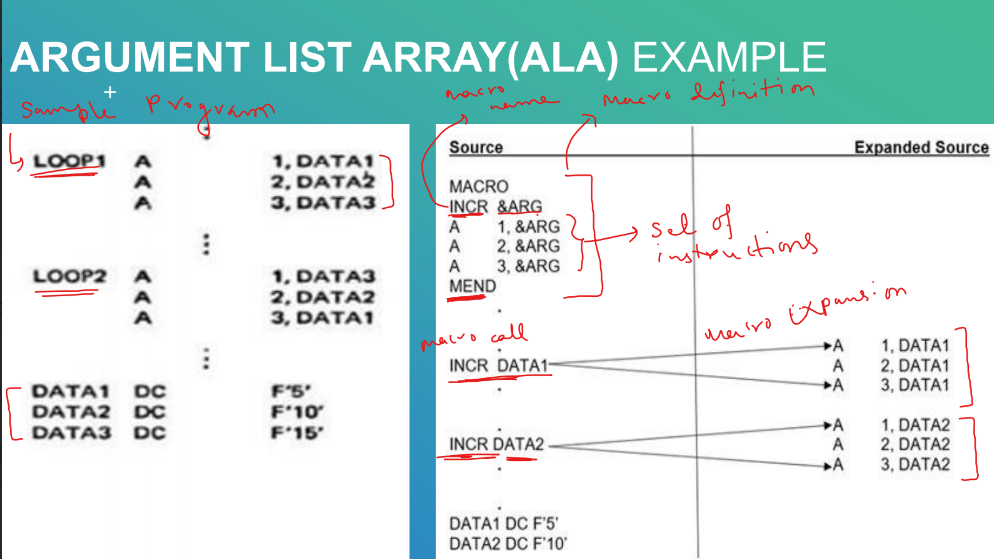 ARGUMENT LIST ARRAY(ALA) EXAMPLE
Sample Program
LOOP1 A 1, DATA1
A 2, DATA2
A 3, DATA3
LOOP2 A 1, DATA3
A 2, DATA2
A 3, DATA1
DATA1 DC F'5'
DATA2 DC F'10'
DATA3 DC F'15'
macro name
macro definition
Source Expanded Source
MACRO
INCR &ARG
A 1, &ARG
A 2, &ARG
A 3, &ARG
MEND
set of
instructions
macro call
macro Expansion
INCR DATA1
A 1, DATA1
A 2, DATA1
A 3, DATA1
INCR DATA2
A 1, DATA2
A 2, DATA2
A 3, DATA2
DATA1 DC F'5'
DATA2 DC F'10'